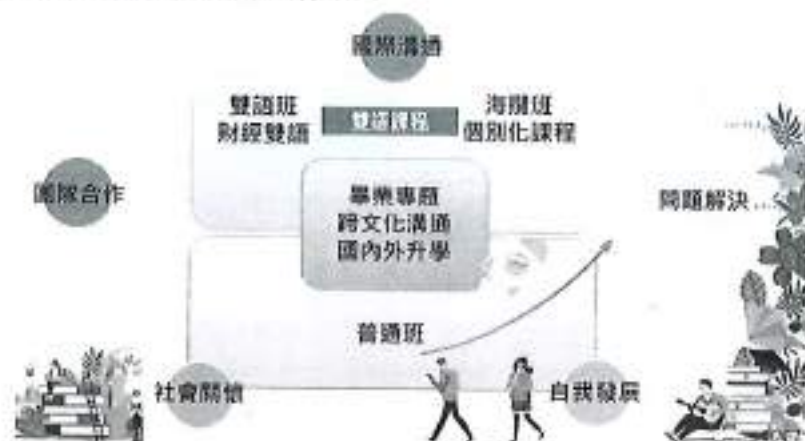 國際溝通
雙語班
財經雙語
雙語課程
海攬班
個別化課程
團隊合作
問題解決
畢業專題
跨文化溝通
國內外升學
普通班
社會關懷
自我發展